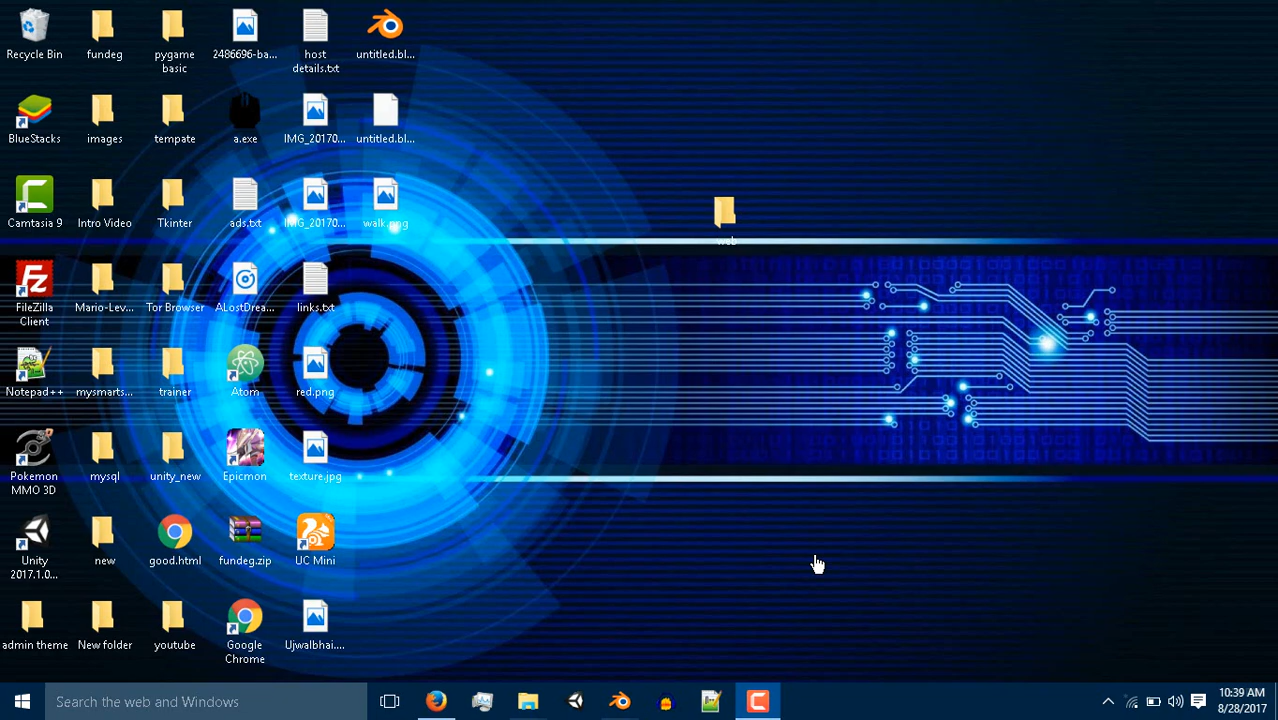 Recycle Bin
fundeg
pygame
basic
2486696-ba...
host
details.txt
untitled.bl...
BlueStacks
images
tempate
a.exe
IMG_20170...
untitled.bl...
Camtasia 9
Intro Video
Tkinter
ads.txt
IMG_20170...
walk.png
web
FileZilla
Client
Mario-Lev...
Tor Browser
ALostDrea...
links.txt
Notepad++
mysmarts...
trainer
Atom
red.png
Pokemon
MMO 3D
mysql
unity_new
Epicmon
texture.jpg
Unity
2017.1.0...
new
good.html
fundeg.zip
UC Mini
admin theme
New folder
youtube
Google
Chrome
Ujwalbhai....
Search the web and Windows
10:39 AM
8/28/2017